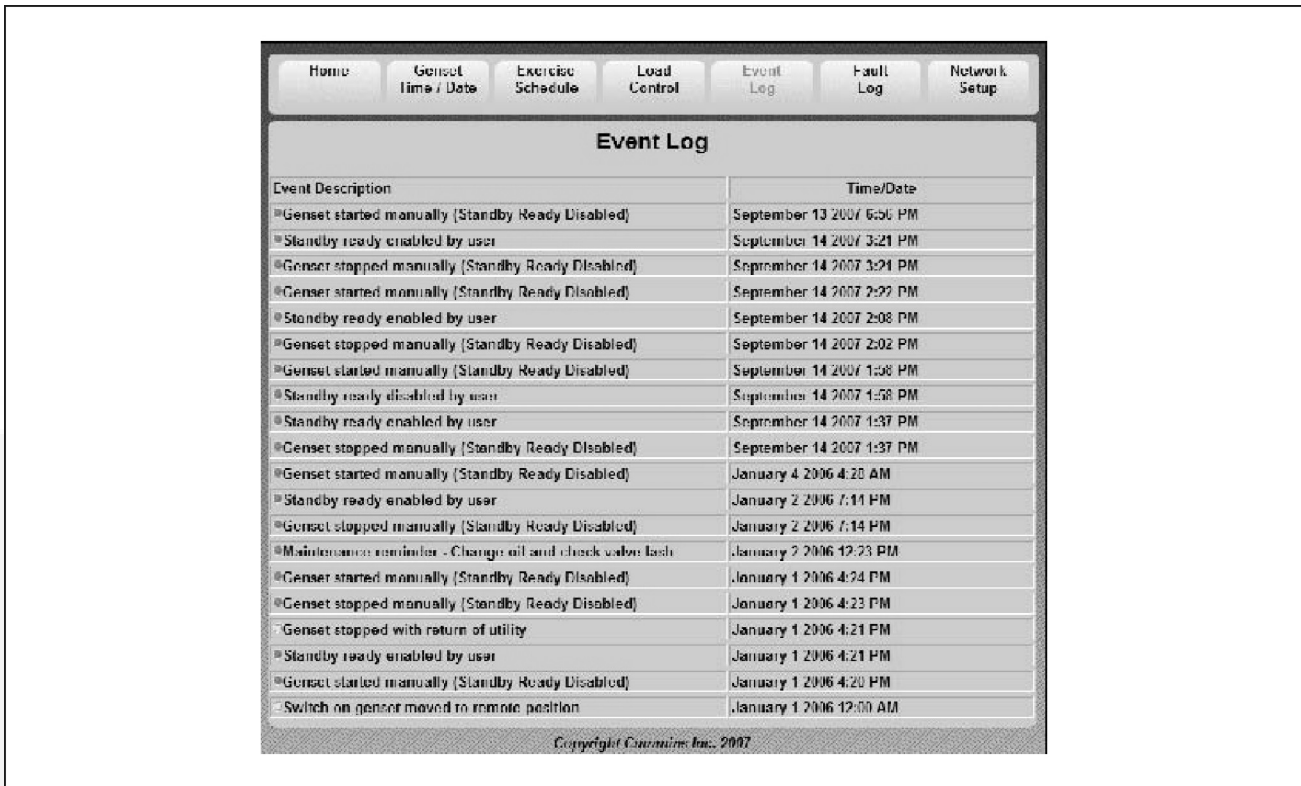 Home Genset Time / Date Exercise Schedule Load Control Event Log Fault Log Network Setup
Event Log
Event Description Time/Date
Genset started manually (Standby Ready Disabled) September 13 2007 6:56 PM
Standby ready enabled by user September 14 2007 3:21 PM
Genset stopped manually (Standby Ready Disabled) September 14 2007 3:21 PM
Genset started manually (Standby Ready Disabled) September 14 2007 2:22 PM
Standby ready enabled by user September 14 2007 2:08 PM
Genset stopped manually (Standby Ready Disabled) September 14 2007 2:02 PM
Genset started manually (Standby Ready Disabled) September 14 2007 1:58 PM
Standby ready disabled by user September 14 2007 1:58 PM
Standby ready enabled by user September 14 2007 1:37 PM
Genset stopped manually (Standby Ready Disabled) September 14 2007 1:37 PM
Genset started manually (Standby Ready Disabled) January 4 2006 4:28 AM
Standby ready enabled by user January 2 2006 7:14 PM
Genset stopped manually (Standby Ready Disabled) January 2 2006 7:14 PM
Maintenance reminder - Change oil and check valve lash January 2 2006 12:23 PM
Genset started manually (Standby Ready Disabled) January 1 2006 4:24 PM
Genset stopped manually (Standby Ready Disabled) January 1 2006 4:23 PM
Genset stopped with return of utility January 1 2006 4:21 PM
Standby ready enabled by user January 1 2006 4:21 PM
Genset started manually (Standby Ready Disabled) January 1 2006 4:20 PM
Switch on genset moved to remote position January 1 2006 12:00 AM
Copyright Cummins Inc. 2007